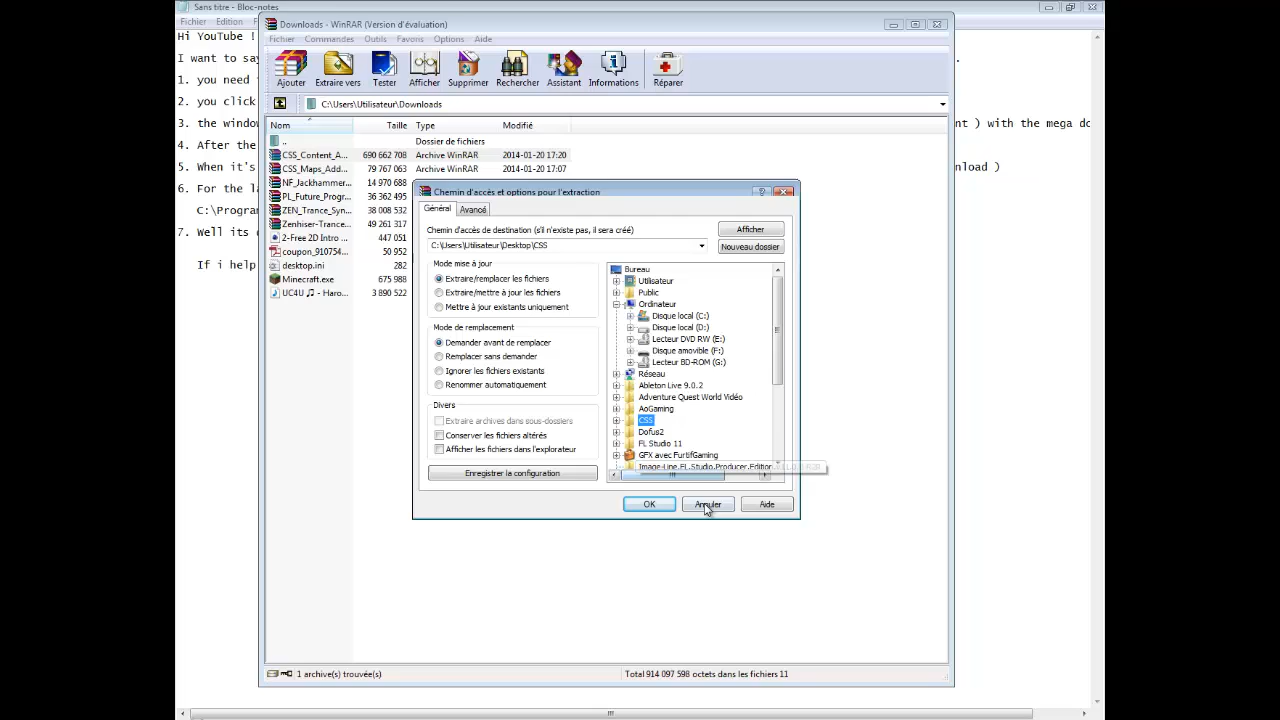 Sans titre - Bloc-notes
Fichier Edition F
Hi YouTube !
I want to say
1. you need
2. you click
3. the window
nt ) with the mega do
4. After the
5. When it's
nload )
6. For the la
C:\Progra
7. Well its
If i help
Downloads - WinRAR (Version d'évaluation)
Fichier Commandes Outils Favoris Options Aide
Ajouter Extraire vers Tester Afficher Supprimer Rechercher Assistant Informations Réparer
C:\Users\Utilisateur\Downloads
Nom Taille Type Modifié
.. Dossier de fichiers
CSS_Content_A... 690 662 708 Archive WinRAR 2014-01-20 17:20
CSS_Maps_Add... 79 767 063 Archive WinRAR 2014-01-20 17:07
NF_Jackhammer... 14 970 688
PL_Future_Progr... 36 362 495
ZEN_Trance_Syn... 38 008 532
Zenhiser-Trance... 49 261 317
2-Free 2D Intro ... 447 051
coupon_910754... 50 952
desktop.ini 282
Minecraft.exe 675 988
UC4U ♫ - Haro... 3 890 522
Chemin d'accès et options pour l'extraction
Général Avancé
Chemin d'accès de destination (s'il n'existe pas, il sera créé)
Afficher
C:\Users\Utilisateur\Desktop\CSS
Nouveau dossier
Mode mise à jour
Extraire/remplacer les fichiers
Extraire/mettre à jour les fichiers
Mettre à jour existants uniquement
Mode de remplacement
Demander avant de remplacer
Remplacer sans demander
Ignorer les fichiers existants
Renommer automatiquement
Divers
Extraire archives dans sous-dossiers
Conserver les fichiers altérés
Afficher les fichiers dans l'explorateur
Enregistrer la configuration
Bureau
Utilisateur
Public
Ordinateur
Disque local (C:)
Disque local (D:)
Lecteur DVD RW (E:)
Disque amovible (F:)
Lecteur BD-ROM (G:)
Réseau
Ableton Live 9.0.2
Adventure Quest World Vidéo
AoGaming
CSS
Dofus2
FL Studio 11
GFX avec FurtifGaming
Image-Line.FL.Studio.Producer.Edition
OK Annuler Aide
1 archive(s) trouvée(s)
Total 914 097 598 octets dans les fichiers 11